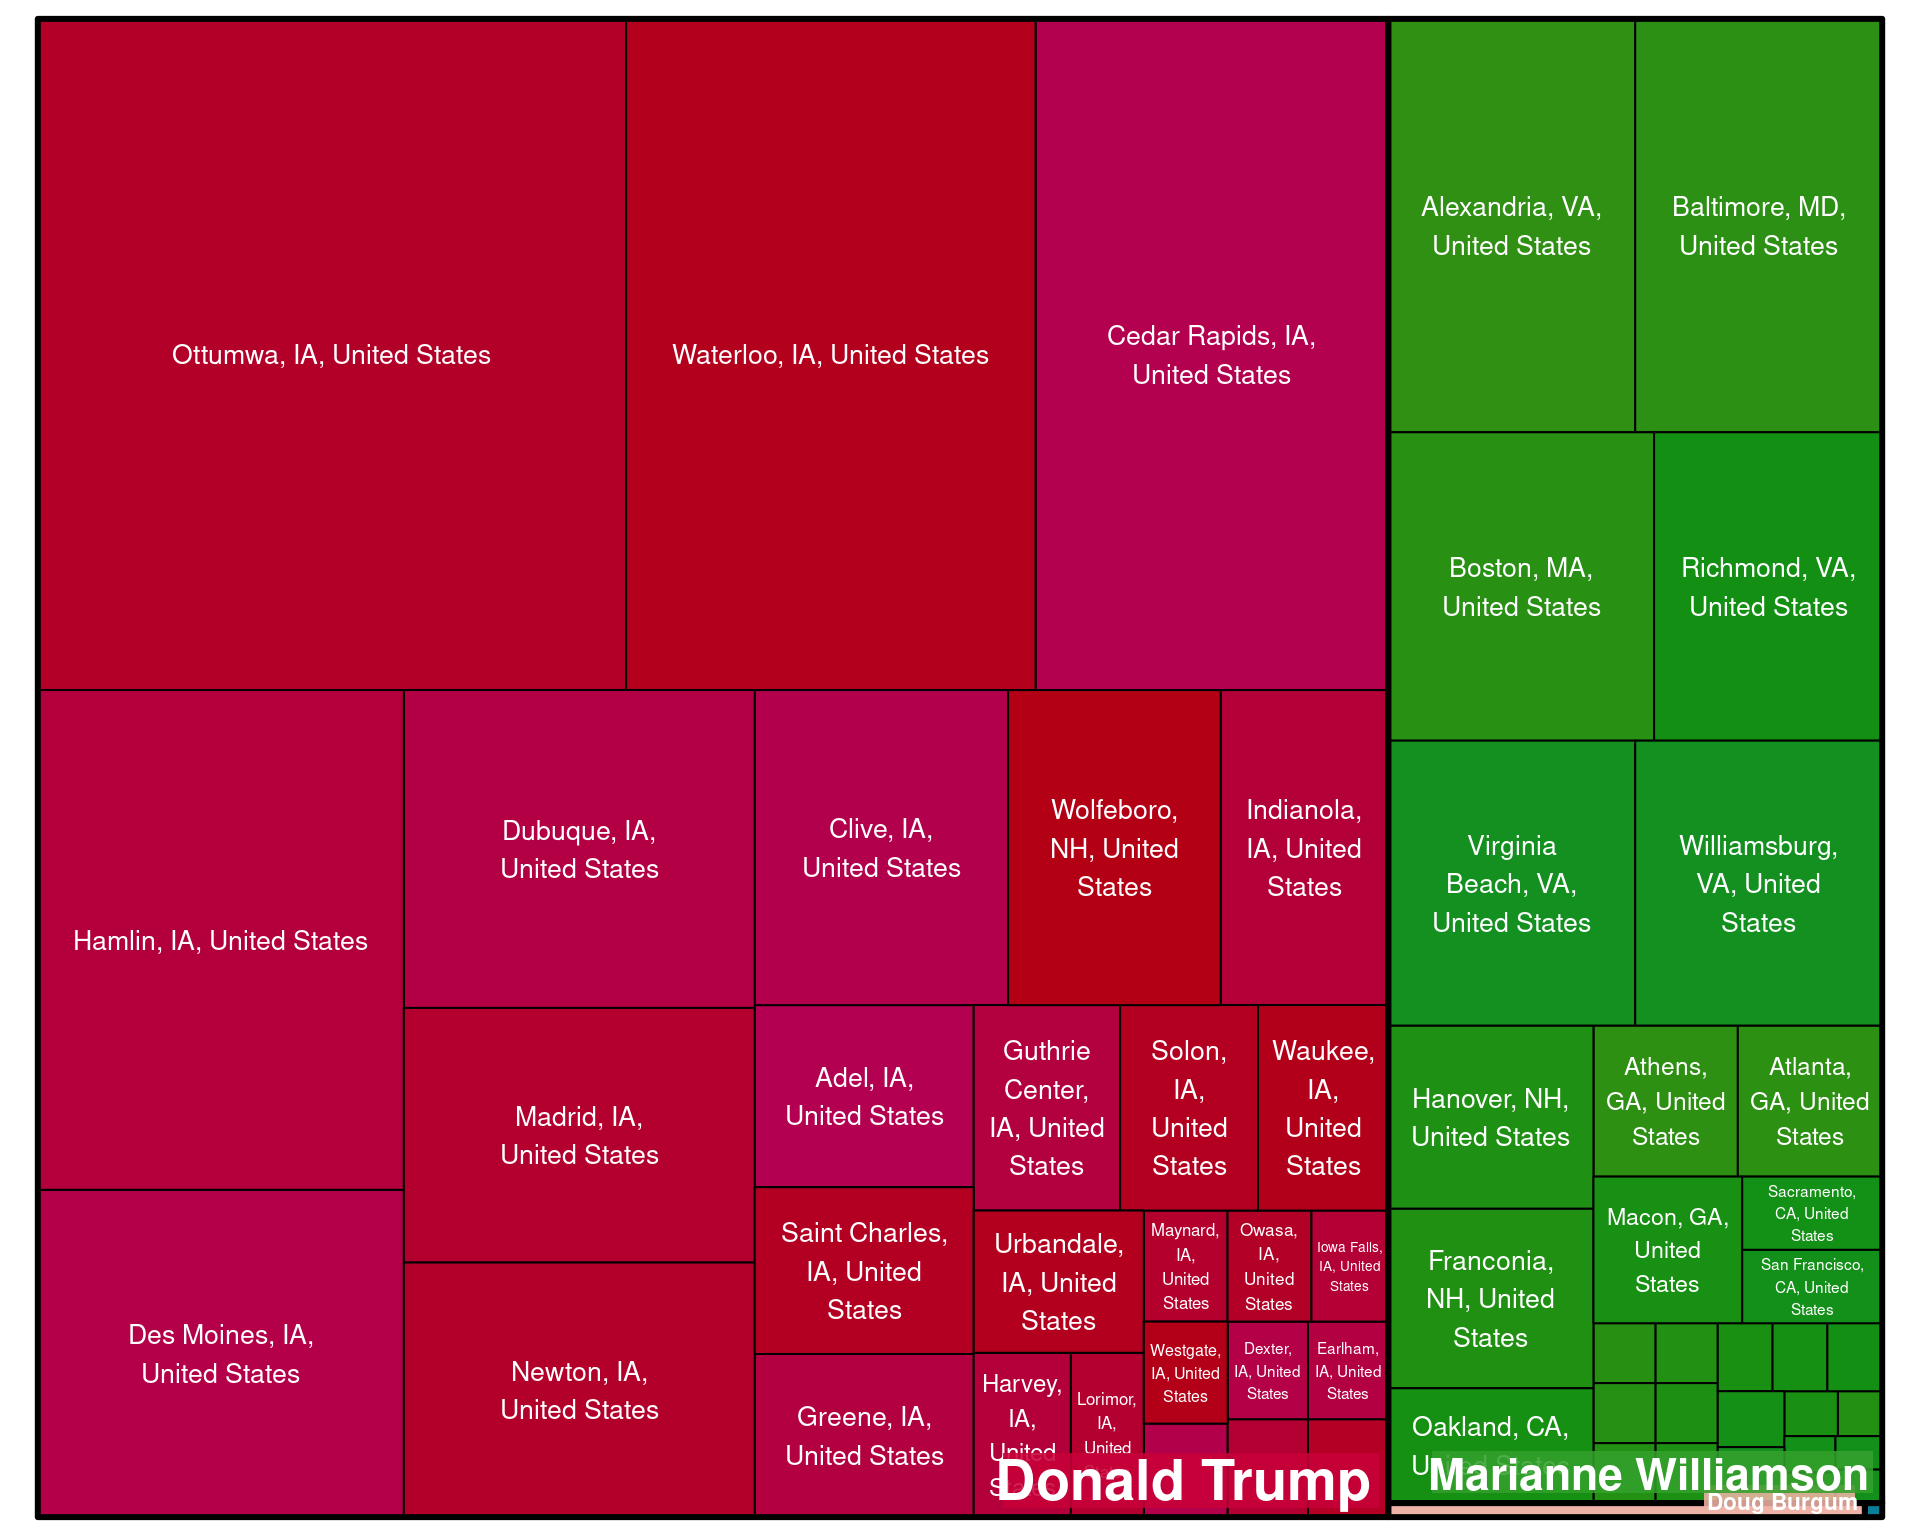 Ottumwa, IA, United States
Waterloo, IA, United States
Cedar Rapids, IA,
United States
Hamlin, IA, United States
Des Moines, IA,
United States
Dubuque, IA,
United States
Madrid, IA,
United States
Newton, IA,
United States
Clive, IA,
United States
Wolfeboro,
NH, United
States
Indianola,
IA, United
States
Adel, IA,
United States
Saint Charles,
IA, United
States
Greene, IA,
United States
Guthrie
Center,
IA, United
States
Solon,
IA,
United
States
Waukee,
IA,
United
States
Urbandale,
IA, United
States
Harvey,
IA,
United
States
Lorimor,
IA,
United
Maynard,
IA,
United
States
Owasa,
IA,
United
States
Iowa Falls,
IA, United
States
Westgate,
IA, United
States
Dexter,
IA, United
States
Earlham,
IA, United
States
Donald Trump
Alexandria, VA,
United States
Baltimore, MD,
United States
Boston, MA,
United States
Richmond, VA,
United States
Virginia
Beach, VA,
United States
Williamsburg,
VA, United
States
Hanover, NH,
United States
Franconia,
NH, United
States
Oakland, CA,
United States
Athens,
GA, United
States
Atlanta,
GA, United
States
Macon, GA,
United
States
Sacramento,
CA, United
States
San Francisco,
CA, United
States
Marianne Williamson
Doug Burgum